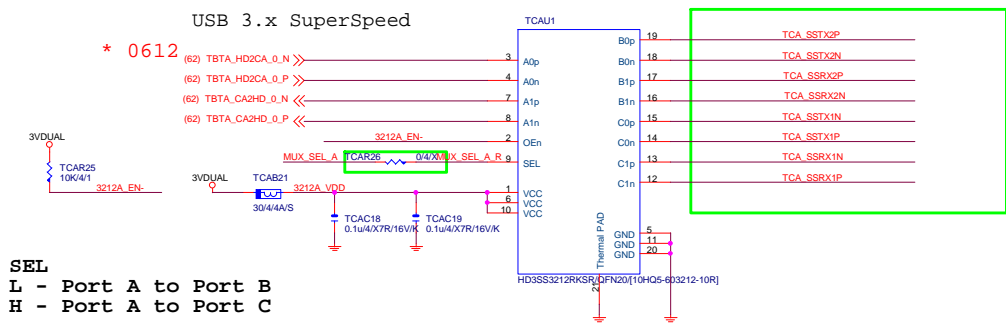 USB 3.x SuperSpeed
TCAU1
* 0612
(62) TBTA_HD2CA_0_N
3
A0p
B0p
19
TCA_SSTX2P
(62) TBTA_HD2CA_0_P
4
A0n
B0n
18
TCA_SSTX2N
B1p
17
TCA_SSRX2P
(62) TBTA_CA2HD_0_N
7
A1p
B1n
16
TCA_SSRX2N
(62) TBTA_CA2HD_0_P
8
A1n
C0p
15
TCA_SSTX1N
3212A_EN-
2
OEn
C0n
14
TCA_SSTX1P
MUX_SEL_A
TCAR26
0/4/X
MUX_SEL_A_R
9
SEL
C1p
13
TCA_SSRX1N
C1n
12
TCA_SSRX1P
3VDUAL
TCAR25
10K/4/1
3212A_EN-
3VDUAL
TCAB21
30/4/4A/S
3212A_VDD
1
VCC
6
VCC
10
VCC
TCAC18
0.1u/4/X7R/16V/K
TCAC19
0.1u/4/X7R/16V/K
GND
5
GND
11
GND
20
Thermal PAD
21
HD3SS3212RKSR/QFN20/[10HQ5-603212-10R]
SEL
L - Port A to Port B
H - Port A to Port C